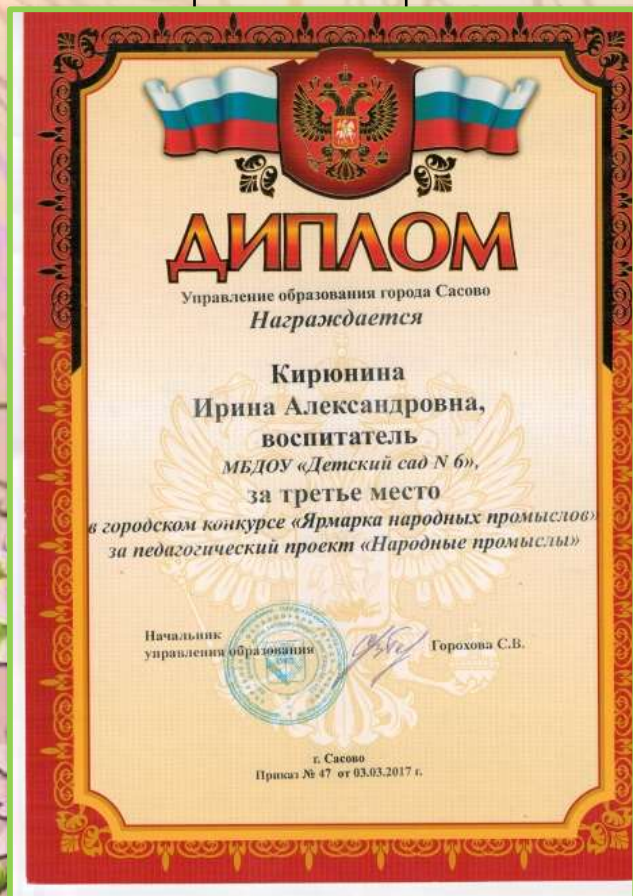 ДИПЛОМ
Управление образования города Сасово
Награждается
Кирюнина
Ирина Александровна,
воспитатель
МБДОУ «Детский сад N 6»,
за третье место
в городском конкурсе «Ярмарка народных промыслов»
за педагогический проект «Народные промыслы»
Начальник
управления образования Горохова С.В.
г. Сасово
Приказ № 47 от 03.03.2017 г.